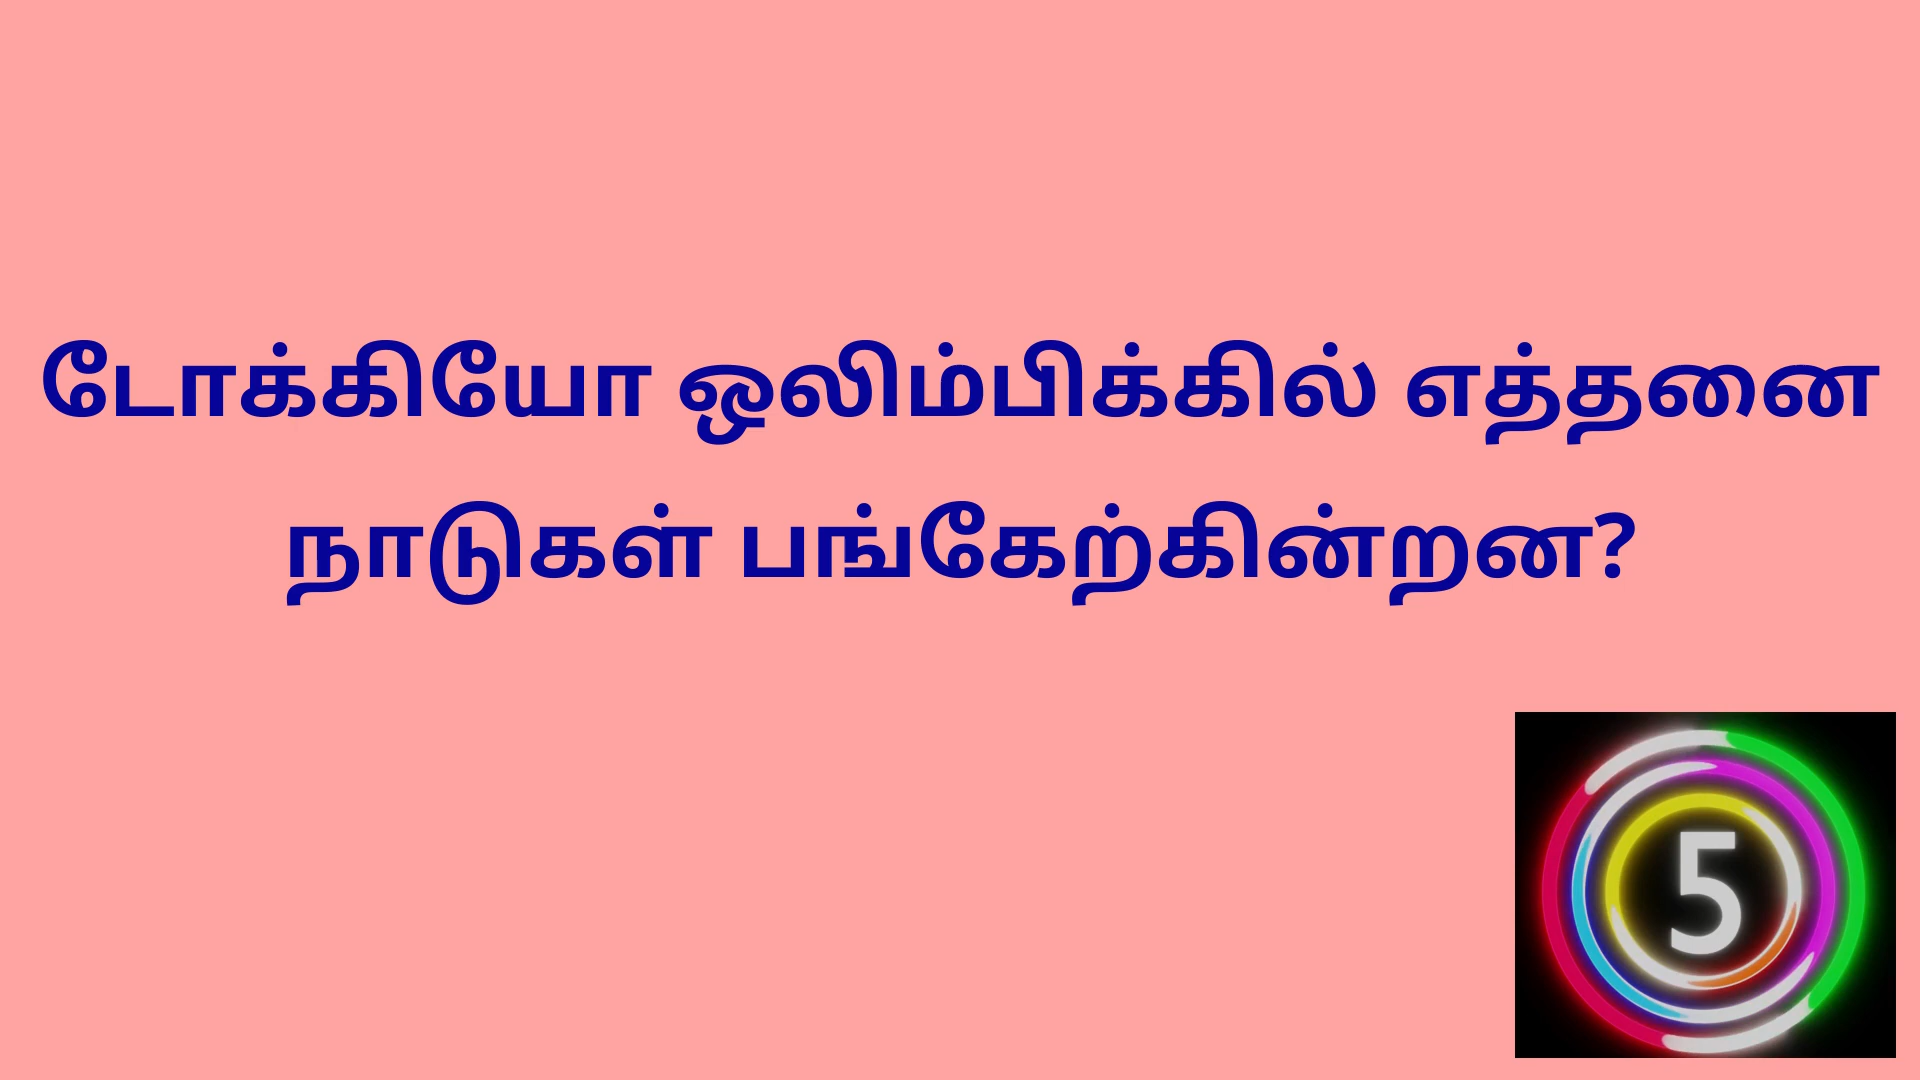 டோக்கியோ ஒலிம்பிக்கில் எத்தனை
நாடுகள் பங்கேற்கின்றன?
5